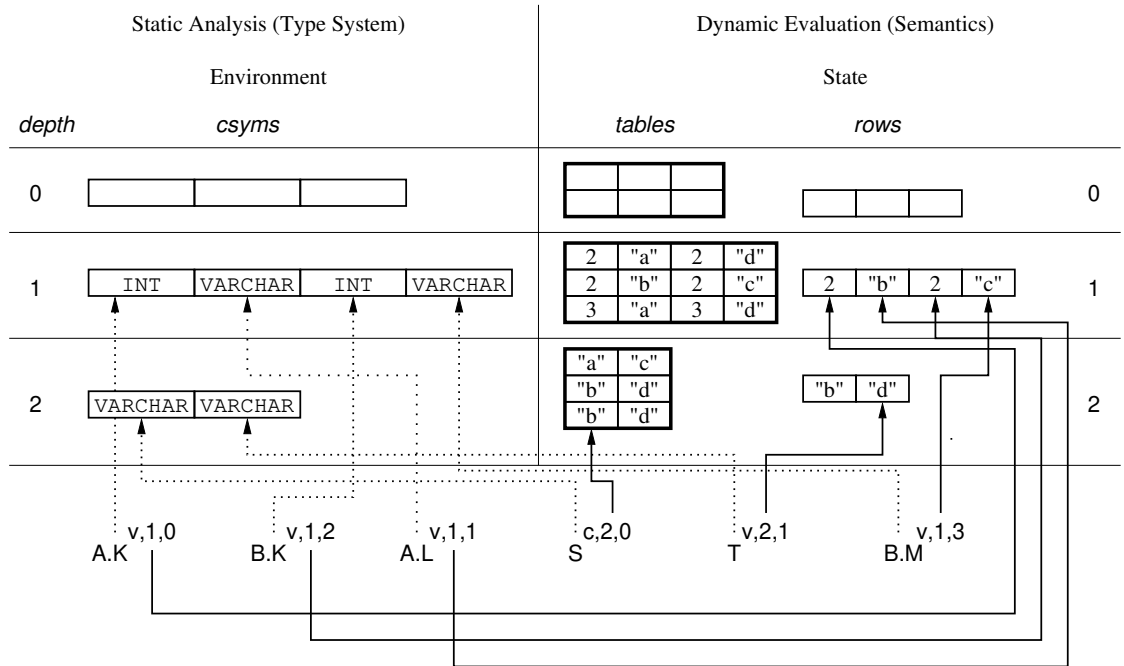 Static Analysis (Type System) Dynamic Evaluation (Semantics)
Environment State
depth csyms tables rows
0 0
2 "a" 2 "d"
1 INT VARCHAR INT VARCHAR 2 "b" 2 "c" 2 "b" 2 "c" 1
3 "a" 3 "d"
"a" "c"
2 VARCHAR VARCHAR "b" "d" "b" "d" 2
"b" "d"
v,1,0 v,1,2 v,1,1 c,2,0 v,2,1 v,1,3
A.K B.K A.L S T B.M